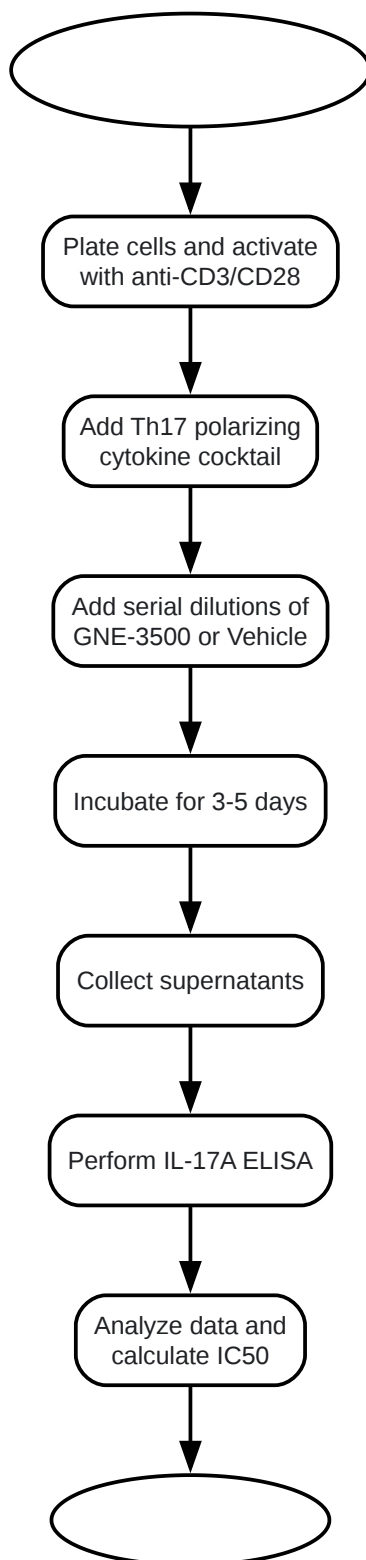 Plate cells and activate
with anti-CD3/CD28
Add Th17 polarizing
cytokine cocktail
Add serial dilutions of
GNE-3500 or Vehicle
Incubate for 3-5 days
Collect supernatants
Perform IL-17A ELISA
Analyze data and
calculate IC50